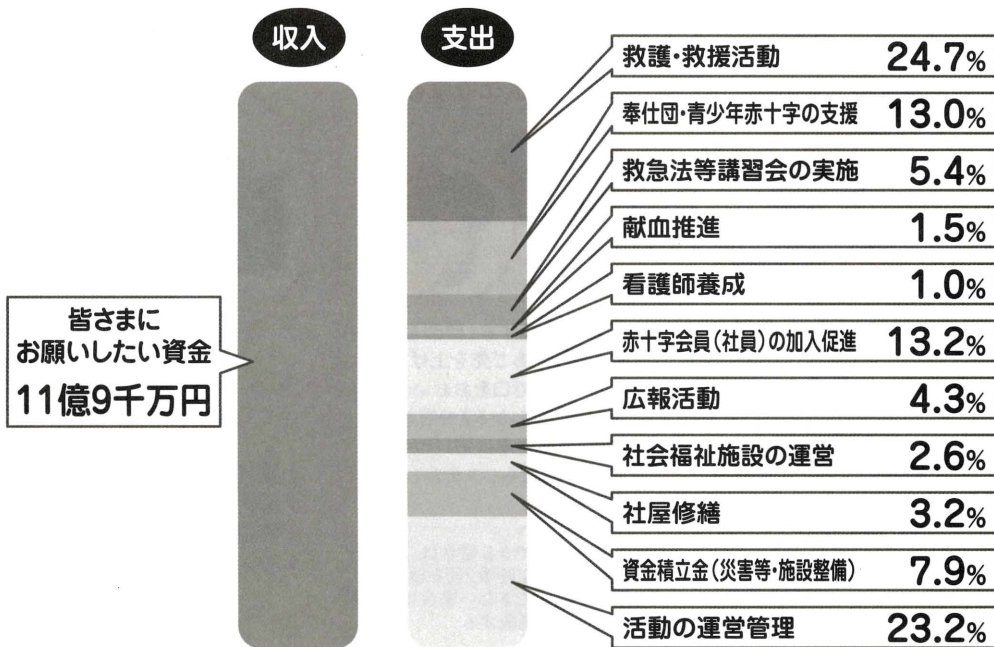 収入
支出
皆さまに
お願いしたい資金
11億9千万円
救護・救援活動 24.7%
奉仕団・青少年赤十字の支援 13.0%
救急法等講習会の実施 5.4%
献血推進 1.5%
看護師養成 1.0%
赤十字会員(社員)の加入促進 13.2%
広報活動 4.3%
社会福祉施設の運営 2.6%
社屋修繕 3.2%
資金積立金(災害等・施設整備) 7.9%
活動の運営管理 23.2%